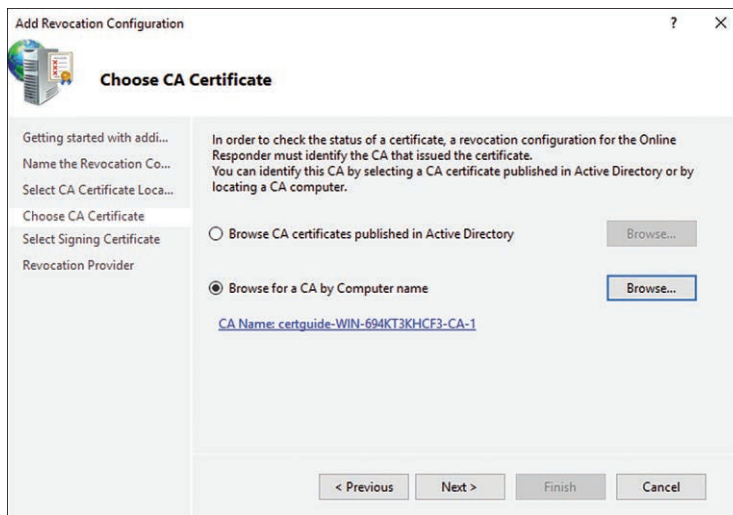 Add Revocation Configuration
?
Choose CA Certificate
Getting started with addi...
Name the Revocation Co...
Select CA Certificate Loca...
Choose CA Certificate
Select Signing Certificate
Revocation Provider
In order to check the status of a certificate, a revocation configuration for the Online
Responder must identify the CA that issued the certificate.
You can identify this CA by selecting a CA certificate published in Active Directory or by
locating a CA computer.
Browse CA certificates published in Active Directory
Browse...
Browse for a CA by Computer name
Browse...
CA Name: certguide-WIN-694KT3KHCF3-CA-1
< Previous
Next >
Finish
Cancel